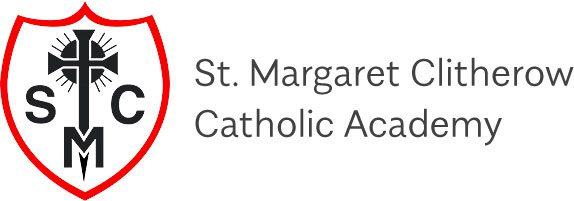 S C
M
St. Margaret Clitherow
Catholic Academy